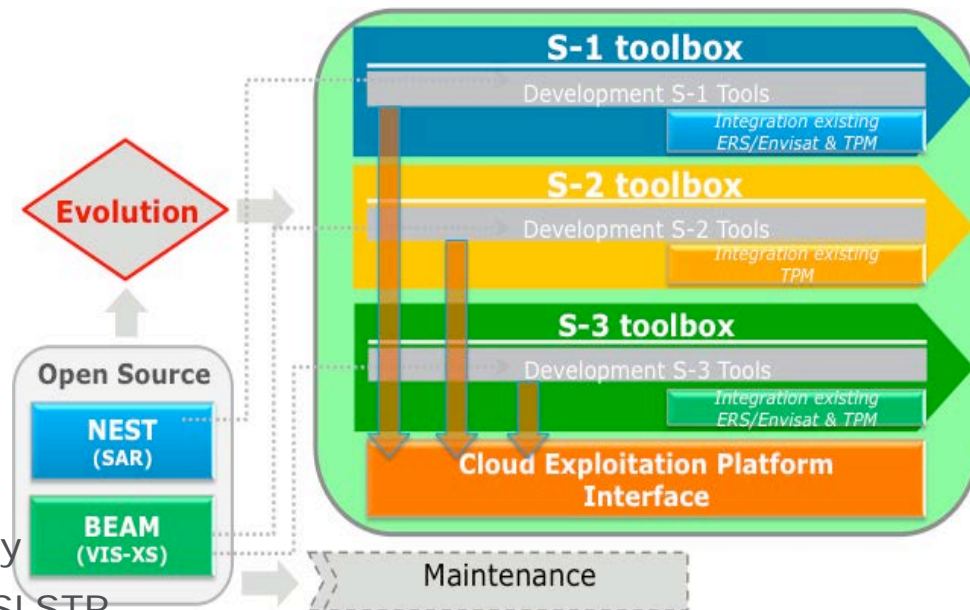 S-1 toolbox
Development S-1 Tools
Integration existing
ERS/Envisat & TPM
S-2 toolbox
Development S-2 Tools
Integration existing
TPM
S-3 toolbox
Development S-3 Tools
Integration existing
ERS/Envisat & TPM
Cloud Exploitation Platform
Interface
Evolution
Open Source
NEST
(SAR)
BEAM
(VIS-XS)
y
SLSTR
Maintenance